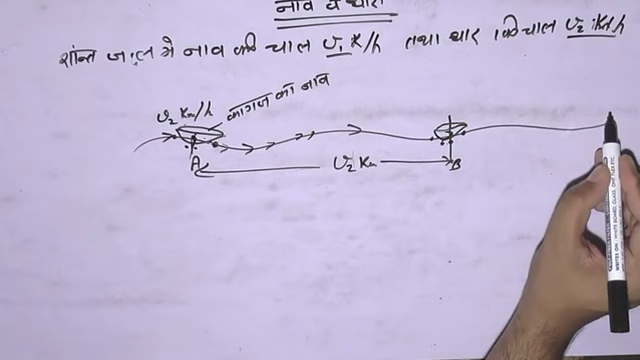 नाव व धारा
शान्त जल में नाव की चाल v₁ K/h तथा धार की चाल v₂ Km/h
v₂ Km/h कागज की नाव
A v₂ Km B